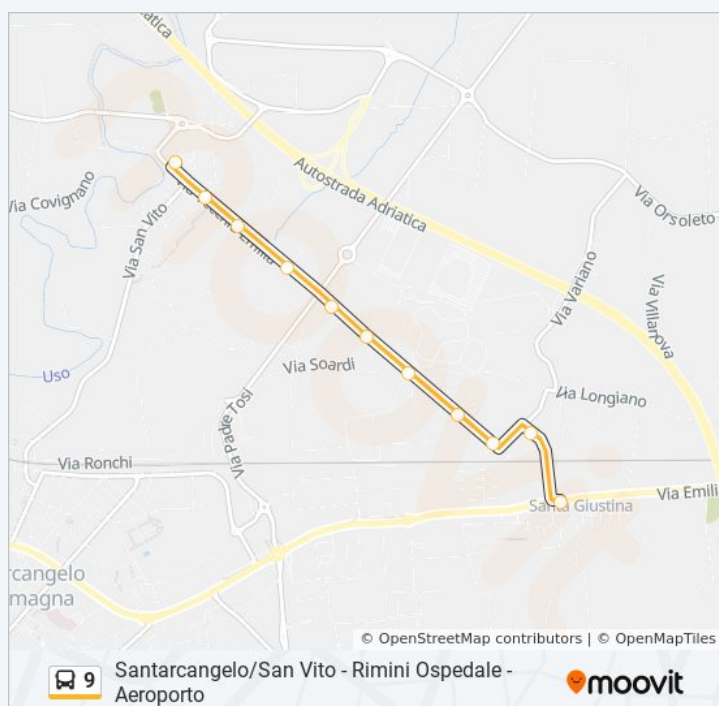 atica
Via Covignano
Via San Vito
Autostrada Adriatica
Via Orsoleto
Via Variano
Via Villanova
Uso
Via Soardi
Via Longiano
Via Padre Tosi
Via Ronchi
Via Emili
Santa Giustina
rcangelo
magna
© OpenStreetMap contributors | © OpenMapTiles
9
Santarcangelo/San Vito - Rimini Ospedale -
Aeroporto
moovit